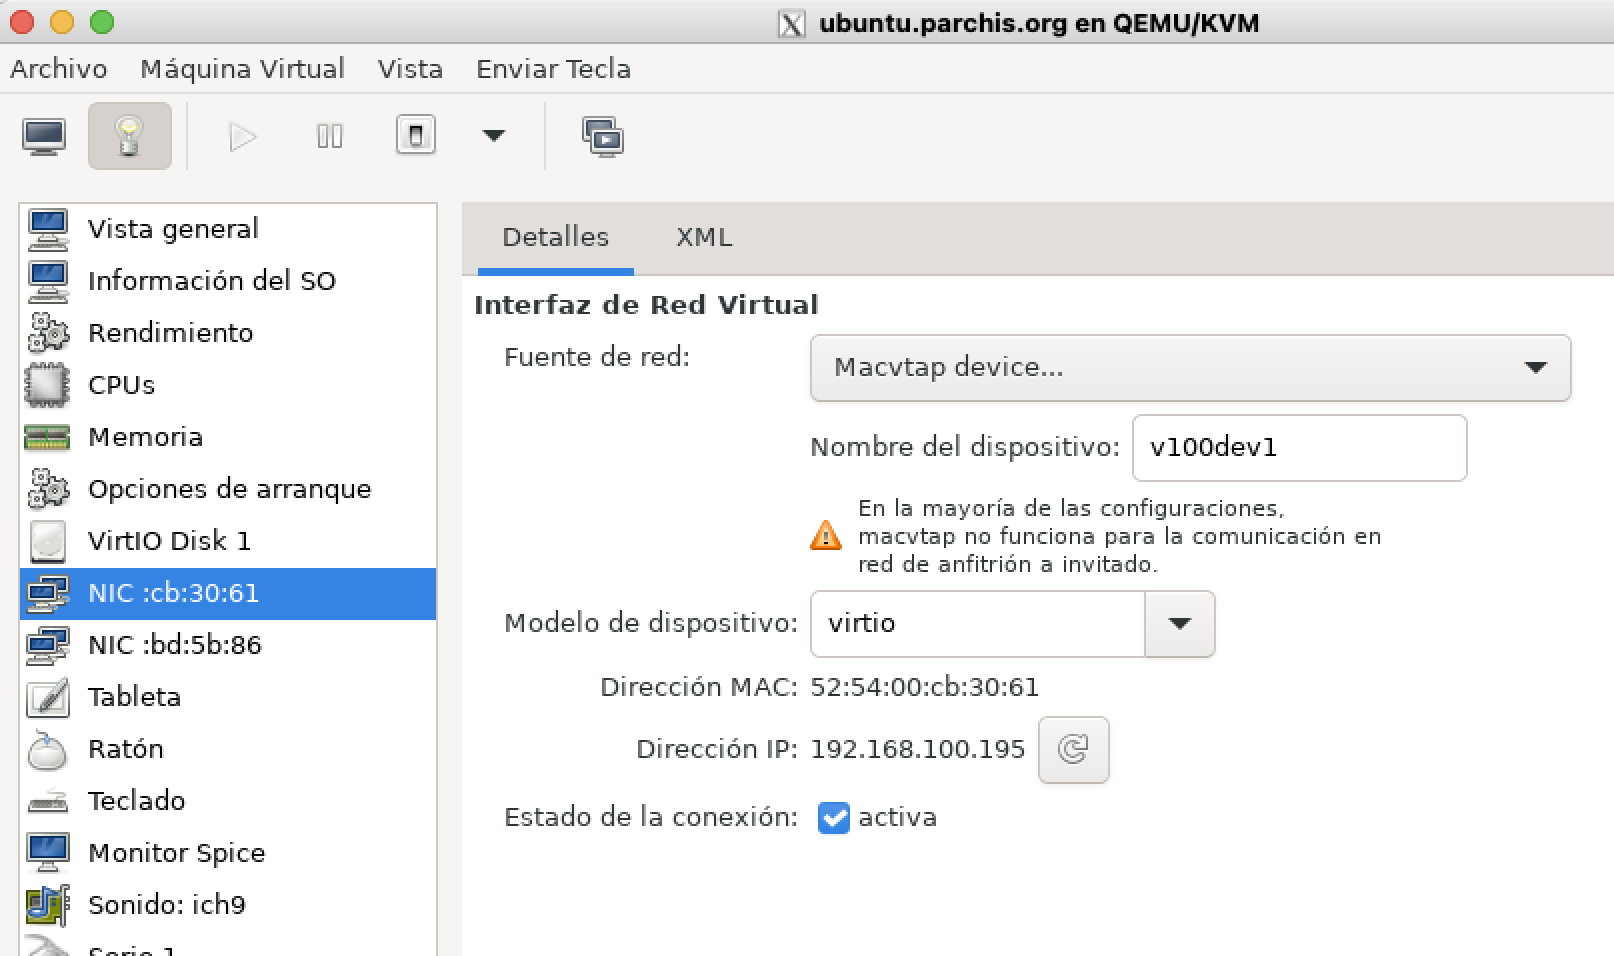 ubuntu.parchis.org en QEMU/KVM
Archivo Máquina Virtual Vista Enviar Tecla
Vista general
Información del SO
Rendimiento
CPUs
Memoria
Opciones de arranque
VirtIO Disk 1
NIC :cb:30:61
NIC :bd:5b:86
Tableta
Ratón
Teclado
Monitor Spice
Sonido: ich9
Serie 1
Detalles XML
Interfaz de Red Virtual
Fuente de red: Macvtap device...
Nombre del dispositivo: v100dev1
En la mayoría de las configuraciones,
macvtap no funciona para la comunicación en
red de anfitrión a invitado.
Modelo de dispositivo: virtio
Dirección MAC: 52:54:00:cb:30:61
Dirección IP: 192.168.100.195
Estado de la conexión: activa